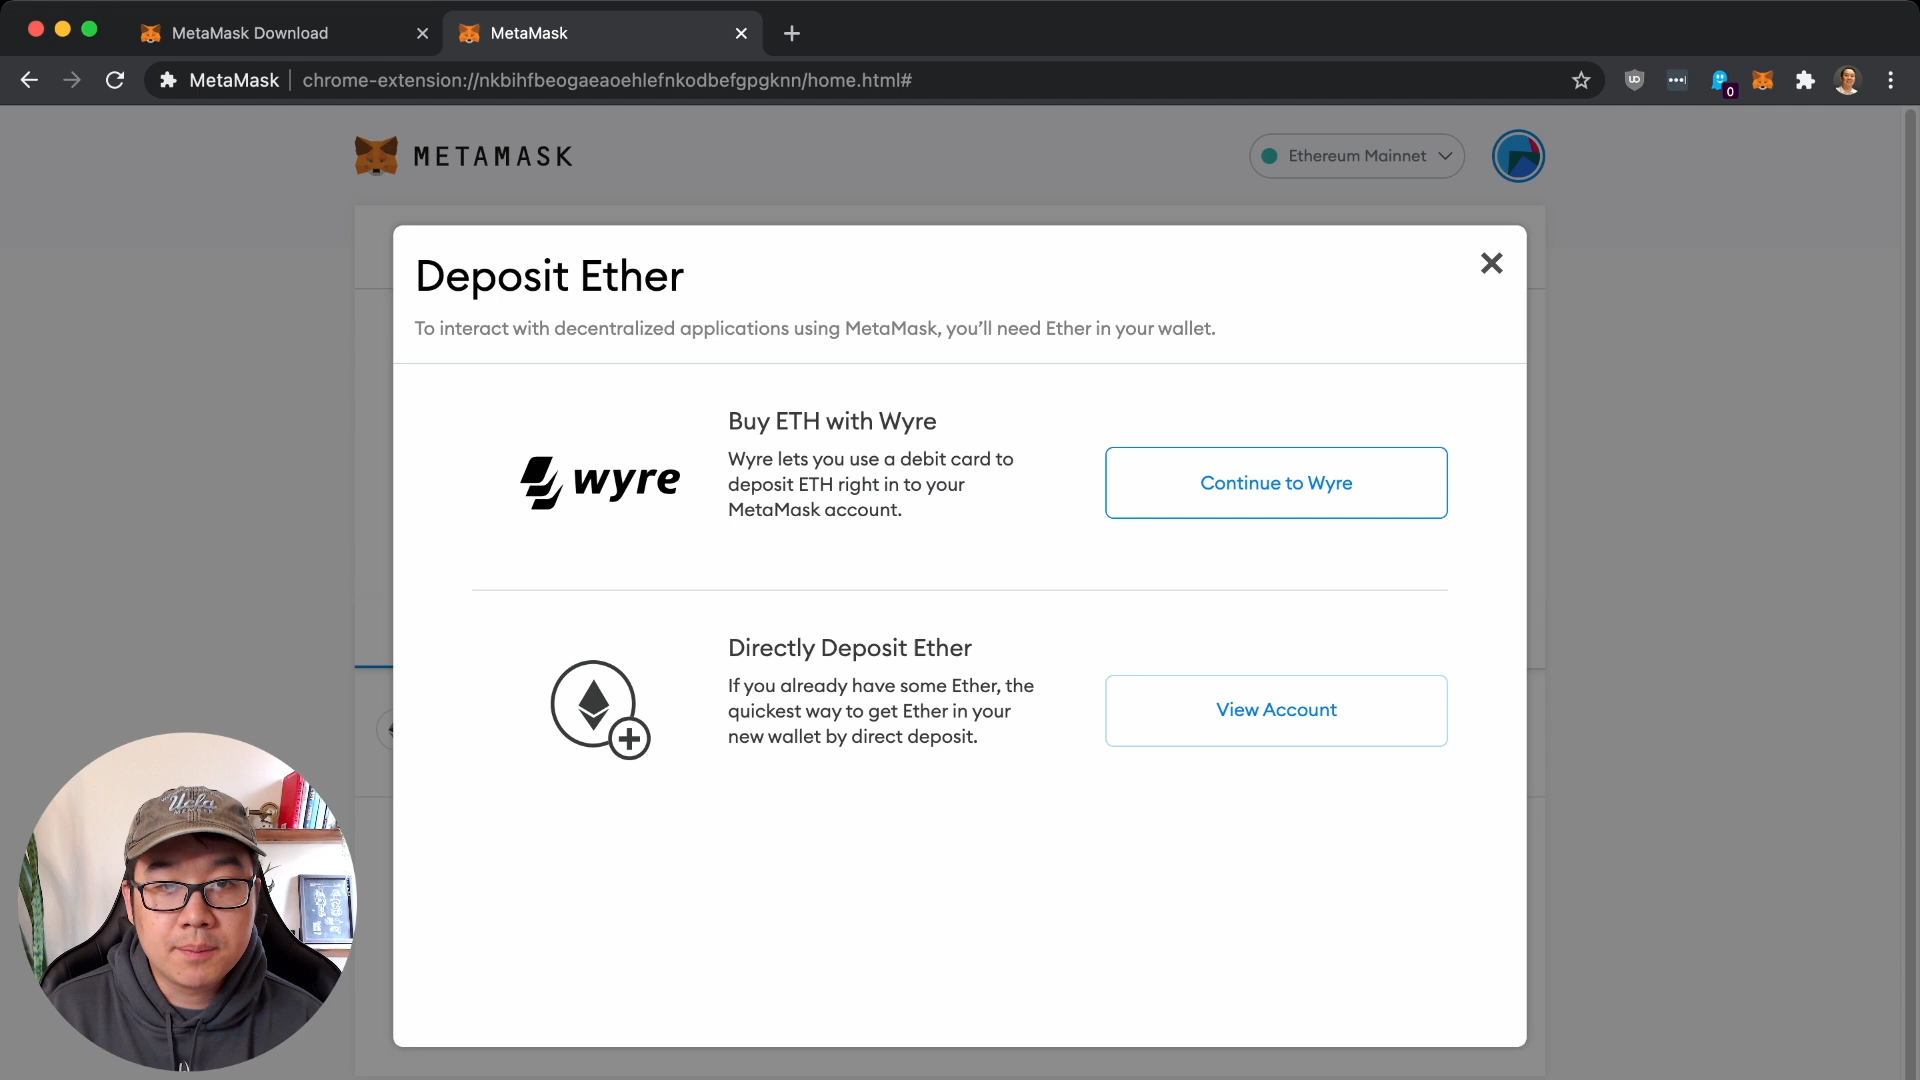 MetaMask Download
MetaMask
MetaMask
chrome-extension://nkbihfbeogaeaoehlefnkodbefgpgknn/home.html#
0
METAMASK
Ethereum Mainnet
Deposit Ether
To interact with decentralized applications using MetaMask, you’ll need Ether in your wallet.
Buy ETH with Wyre
wyre
Wyre lets you use a debit card to
deposit ETH right in to your
MetaMask account.
Continue to Wyre
Directly Deposit Ether
If you already have some Ether, the
quickest way to get Ether in your
new wallet by direct deposit.
View Account
Ucla